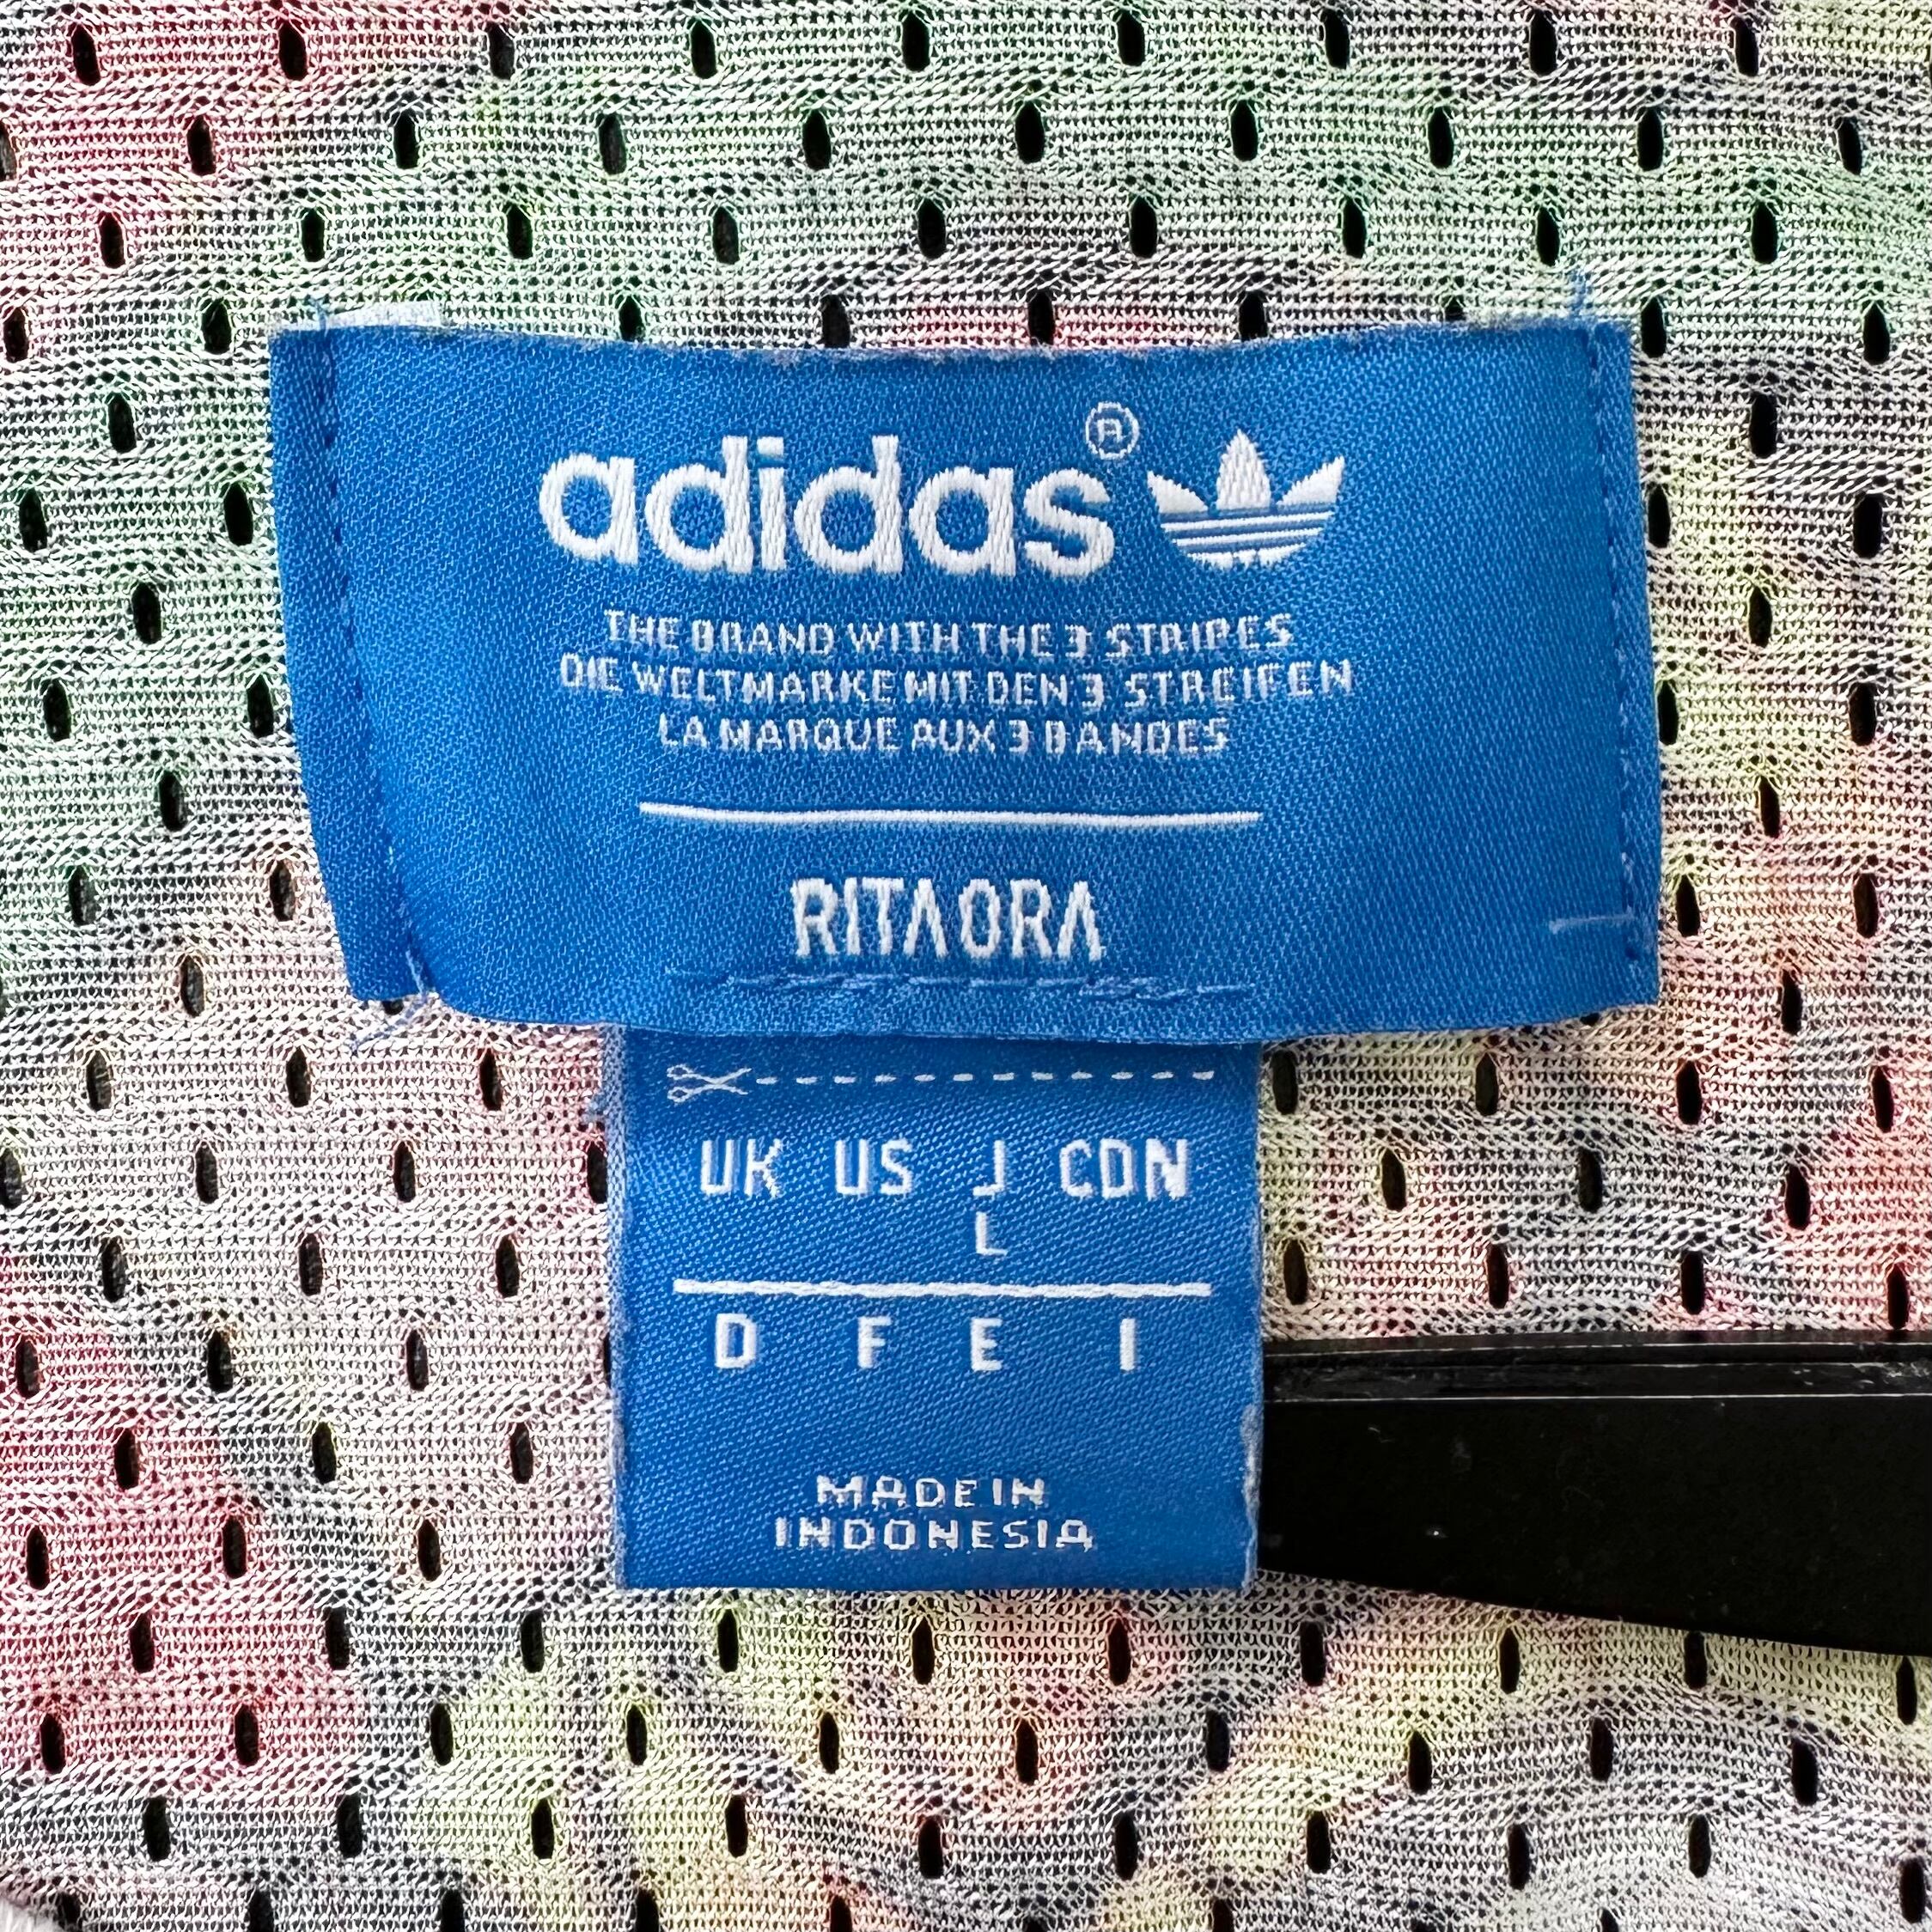 adidas®
THE BRAND WITH THE 3 STRIPES
DIE WELTMARKE MIT DEN 3 STREIFEN
LA MARQUE AUX 3 BANDES
RITA ORA
UK US J CDN
L
D F E I
MADE IN
INDONESIA